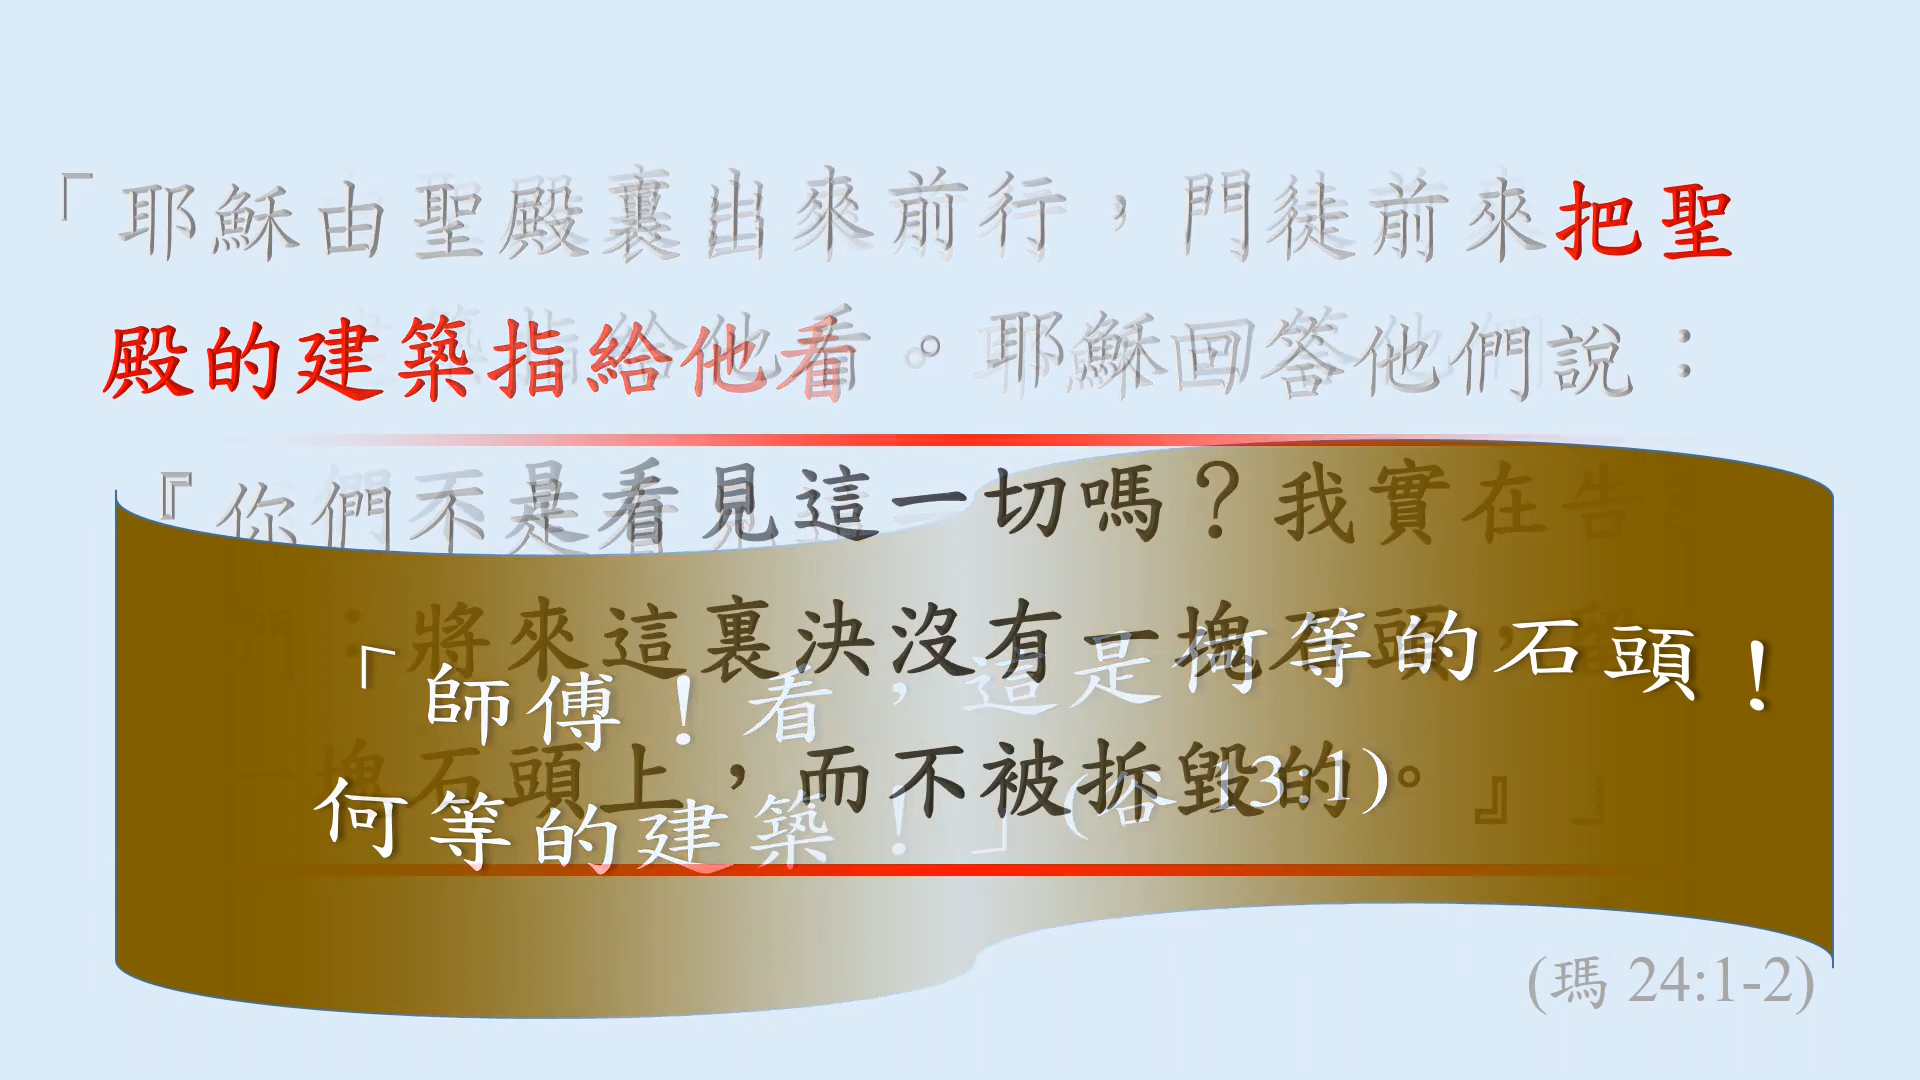 「耶穌由聖殿裏出來前行，門徒前來把聖
殿的建築指給他看。耶穌回答他們說：
『你們不是看見這一切嗎？我實在告
們：將來這裏決沒有一塊石頭，留
一塊石頭上，而不被拆毀的。』」
「師傅！看，這是何等的石頭！
何等的建築！」(谷 13:1)
(瑪 24:1-2)